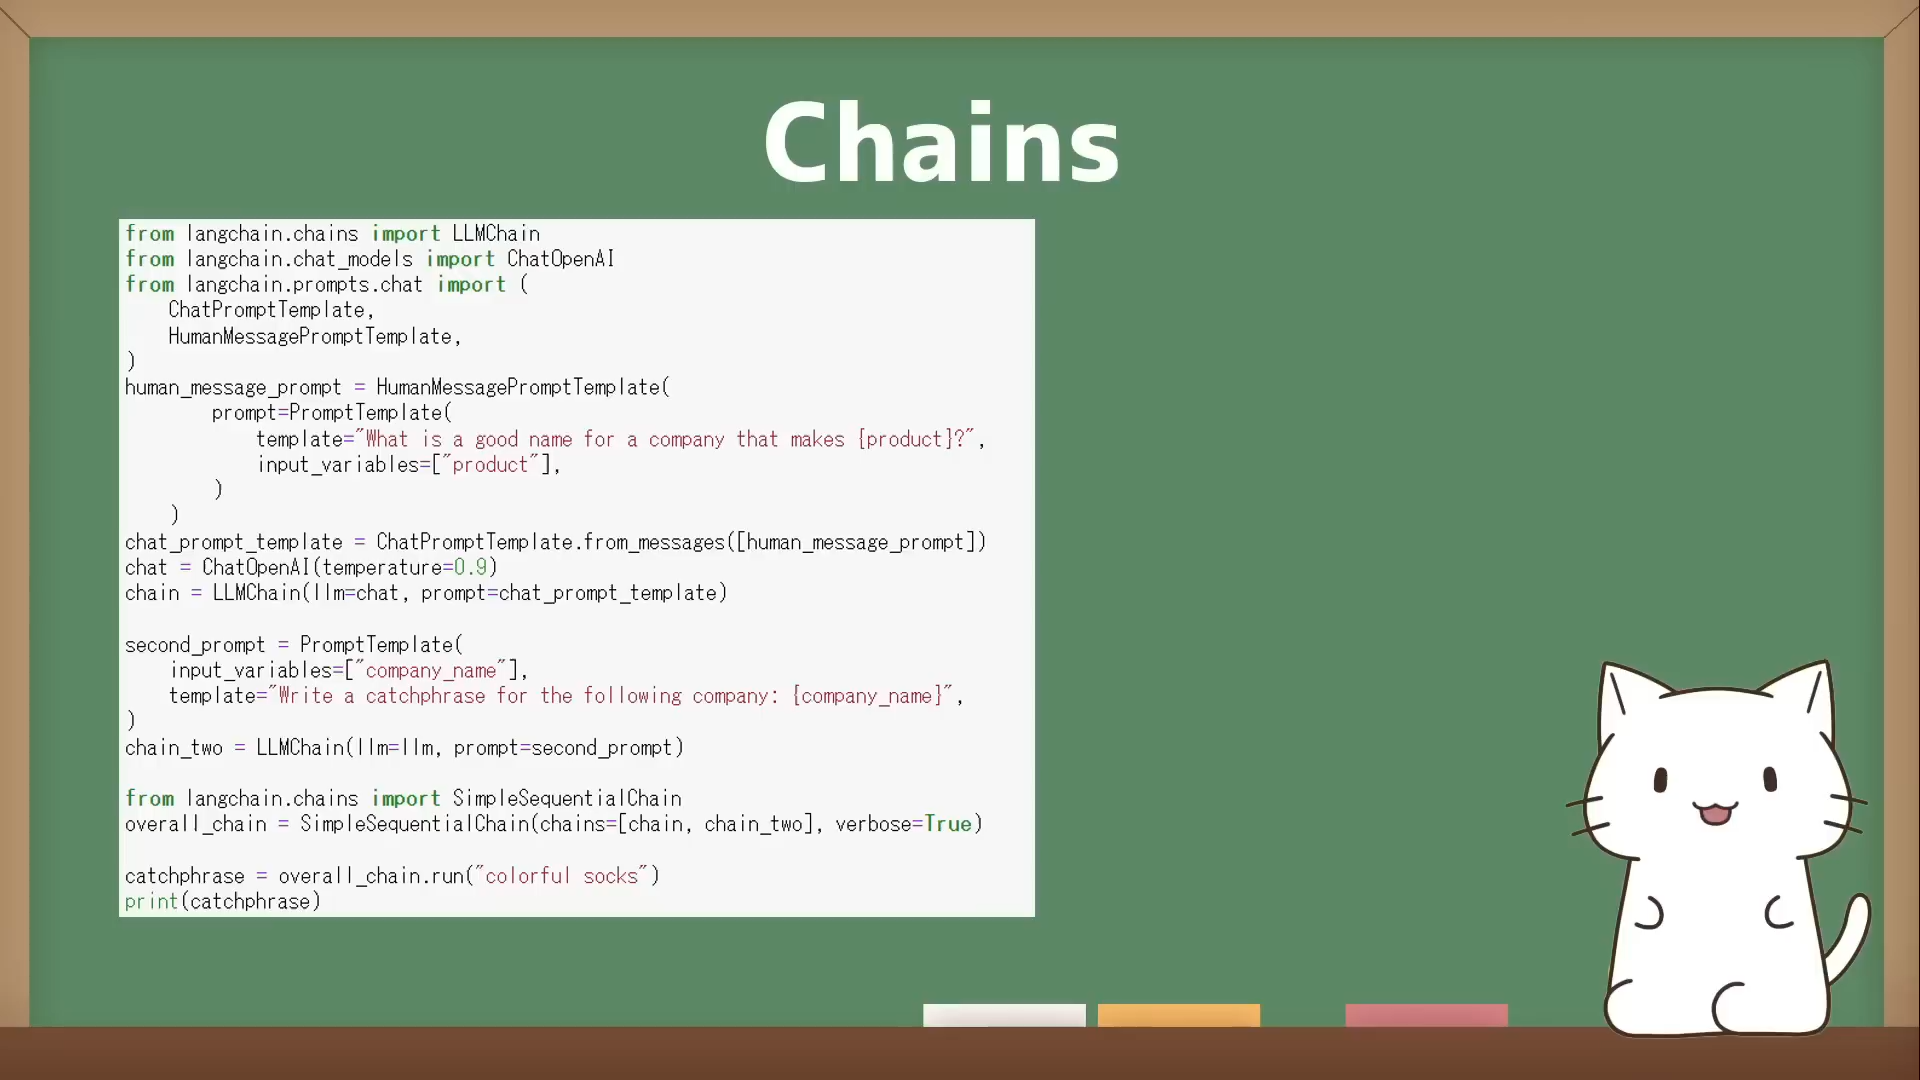 Chains
from langchain.chains import LLMChain
from langchain.chat_models import ChatOpenAI
from langchain.prompts.chat import (
    ChatPromptTemplate,
    HumanMessagePromptTemplate,
)
human_message_prompt = HumanMessagePromptTemplate(
        prompt=PromptTemplate(
            template="What is a good name for a company that makes {product}?",
            input_variables=["product"],
        )
    )
chat_prompt_template = ChatPromptTemplate.from_messages([human_message_prompt])
chat = ChatOpenAI(temperature=0.9)
chain = LLMChain(llm=chat, prompt=chat_prompt_template)

second_prompt = PromptTemplate(
    input_variables=["company_name"],
    template="Write a catchphrase for the following company: {company_name}",
)
chain_two = LLMChain(llm=llm, prompt=second_prompt)

from langchain.chains import SimpleSequentialChain
overall_chain = SimpleSequentialChain(chains=[chain, chain_two], verbose=True)

catchphrase = overall_chain.run("colorful socks")
print(catchphrase)